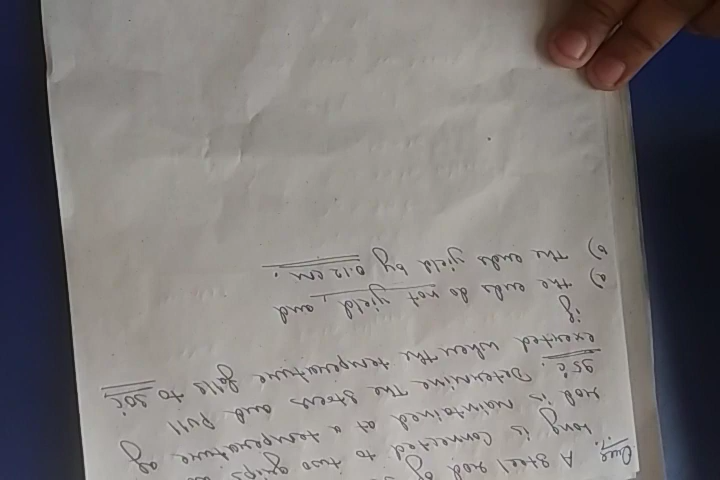 Ques.
A steel rod of
long is connected to two grips
rod is maintained at a temperature of
95°c. Determine the stress and pull
exerted when the temperature falls to 30°c
if
a) the ends do not yield, and
b) The ends yield by 0.12 cm.